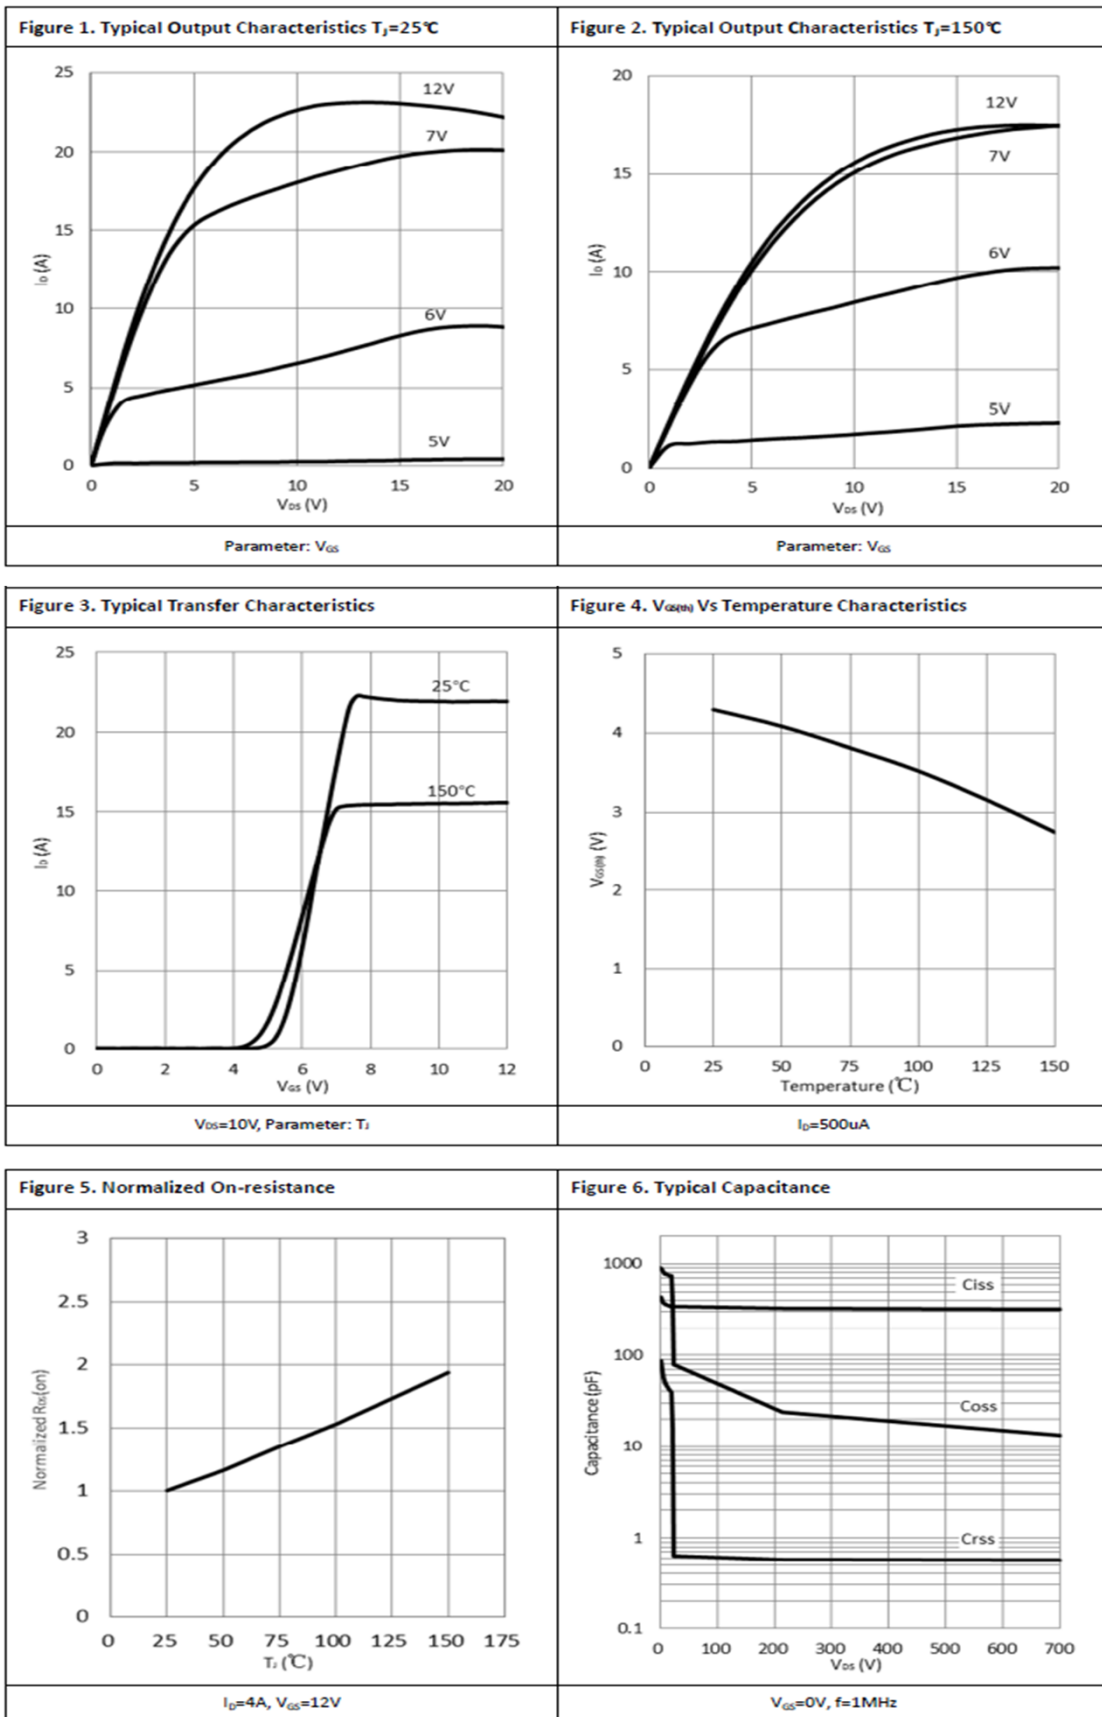 Figure 1. Typical Output Characteristics TJ=25℃
25
20
15
10
5
0
ID (A)
12V
7V
6V
5V
0 5 10 15 20
VDS (V)
Parameter: VGS
Figure 2. Typical Output Characteristics TJ=150℃
20
15
10
5
0
ID (A)
12V
7V
6V
5V
0 5 10 15 20
VDS (V)
Parameter: VGS
Figure 3. Typical Transfer Characteristics
25
20
15
10
5
0
ID (A)
25°C
150°C
0 2 4 6 8 10 12
VGS (V)
VDS=10V, Parameter: TJ
Figure 4. VGS(th) Vs Temperature Characteristics
5
4
3
2
1
0
VGS(th) (V)
0 25 50 75 100 125 150
Temperature (℃)
ID=500uA
Figure 5. Normalized On-resistance
3
2.5
2
1.5
1
0.5
0
Normaized RDS(on)
0 25 50 75 100 125 150 175
TJ (℃)
ID=4A, VGS=12V
Figure 6. Typical Capacitance
1000
100
10
1
0.1
Capacitance (pF)
Ciss
Coss
Crss
0 100 200 300 400 500 600 700
VDS (V)
VGS=0V, f=1MHz